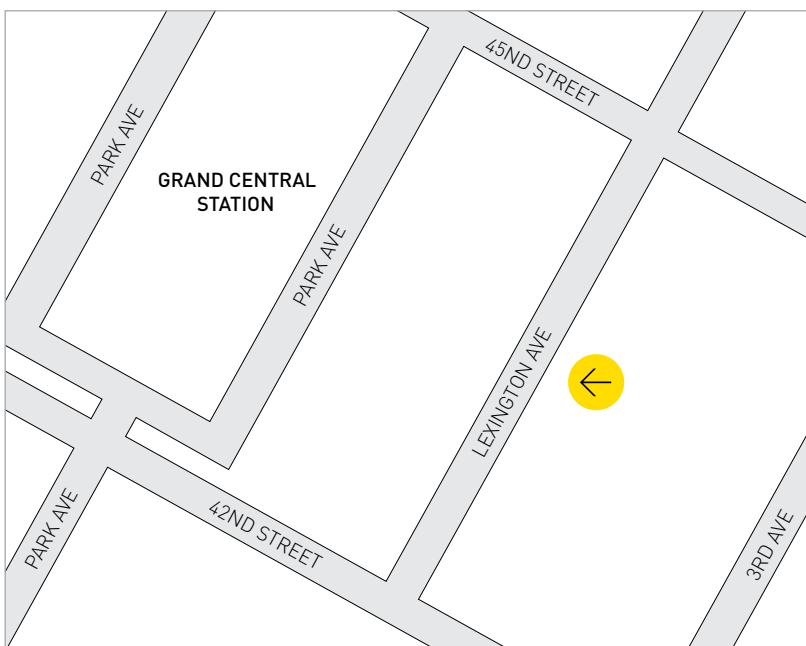 45ND STREET
PARK AVE
GRAND CENTRAL
STATION
PARK AVE
LEXINGTON AVE
42ND STREET
PARK AVE
3RD AVE